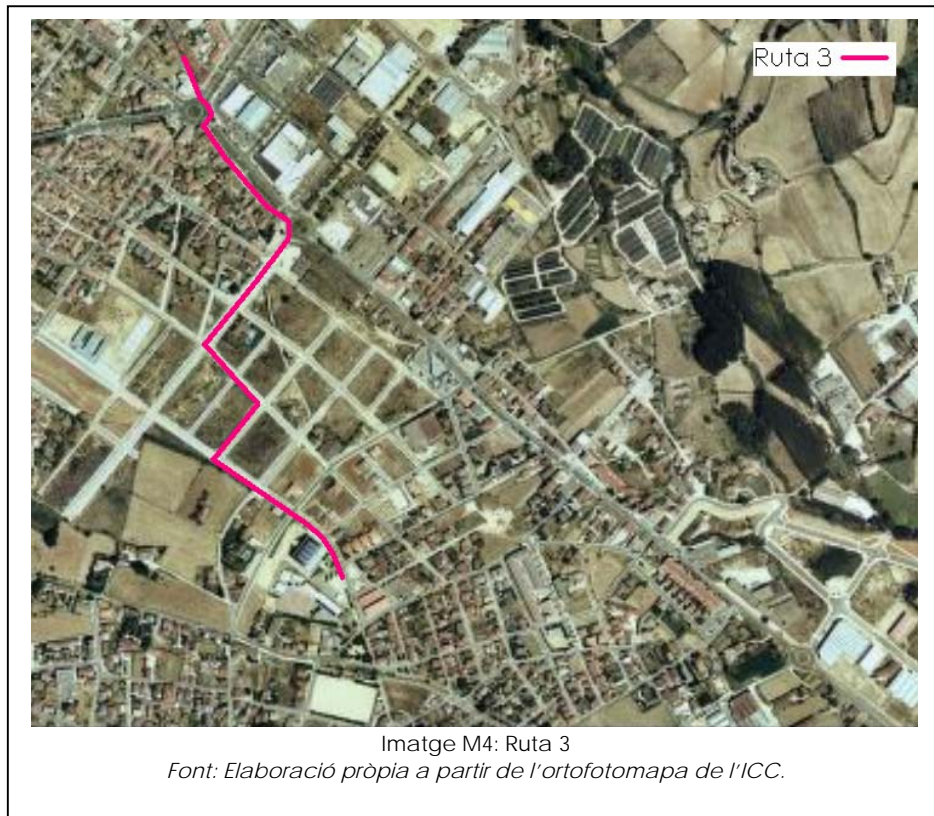 Ruta 3
Imatge M4: Ruta 3
Font: Elaboració pròpia a partir de l'ortofotomapa de l'ICC.